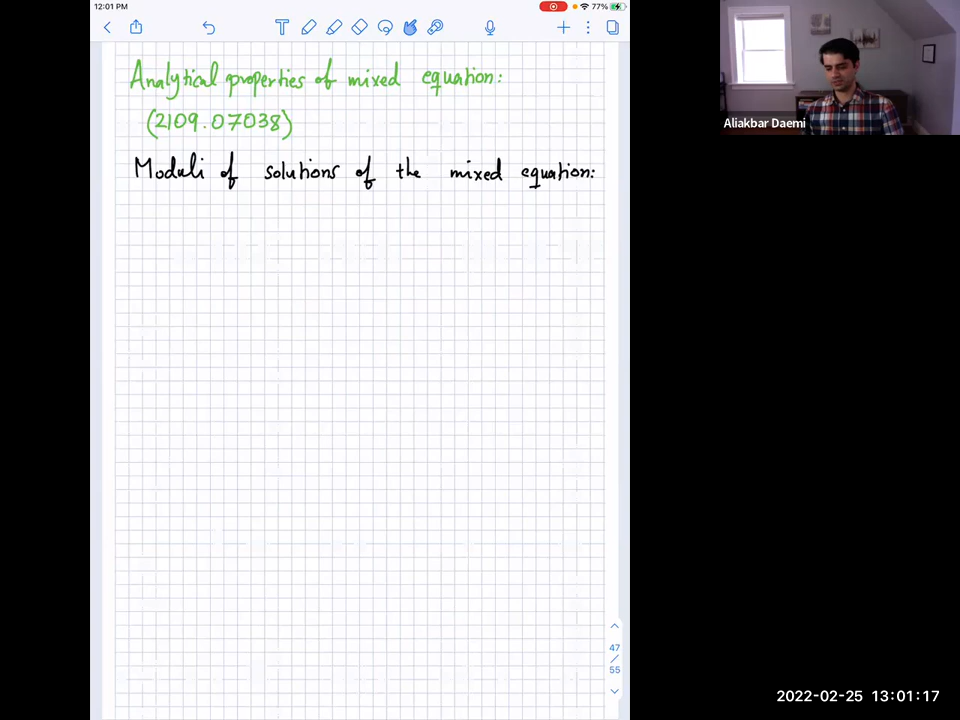 12:01 PM
77%
Analytical properties of mixed equation:
(2109.07038)
Moduli of solutions of the mixed equation:
47
/
55
Aliakbar Daemi
2022-02-25 13:01:17